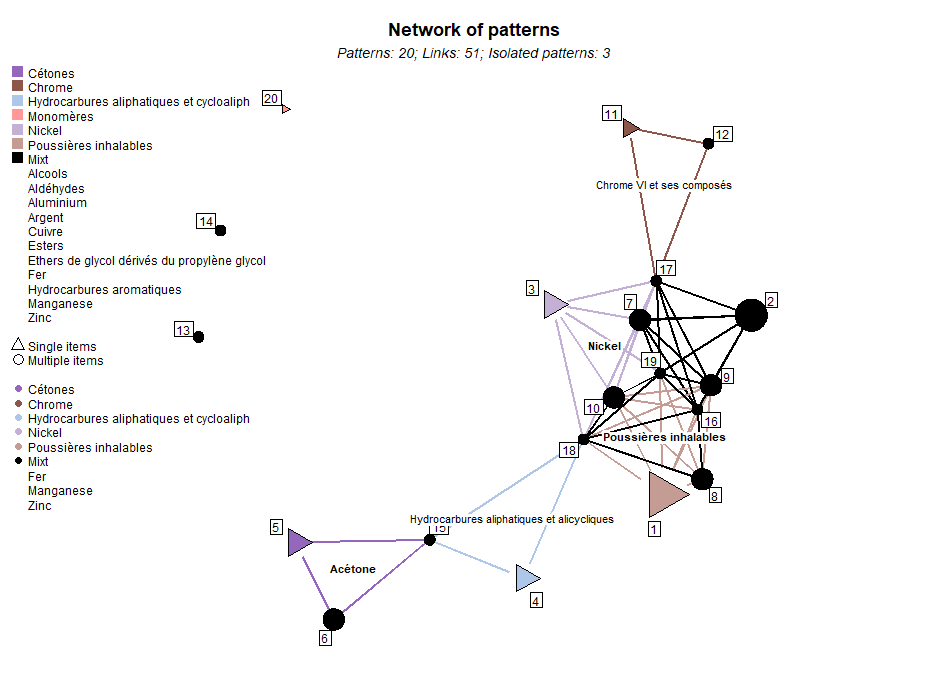 Network of patterns
Patterns: 20; Links: 51; Isolated patterns: 3
Cétones
Chrome
Hydrocarbures aliphatiques et cycloaliph
Monomères
Nickel
Poussières inhalables
Mixt
Alcools
Aldéhydes
Aluminium
Argent
Cuivre
Esters
Ethers de glycol dérivés du propylène glycol
Fer
Hydrocarbures aromatiques
Manganese
Zinc
Single items
Multiple items
Cétones
Chrome
Hydrocarbures aliphatiques et cycloaliph
Nickel
Poussières inhalables
Mixt
Fer
Manganese
Zinc
20
11
12
Chrome VI et ses composés
14
17
3
7
2
13
Nickel
19
9
10
16
Poussières inhalables
18
8
Hydrocarbures aliphatiques et alicycliques
5
15
1
Acétone
4
6